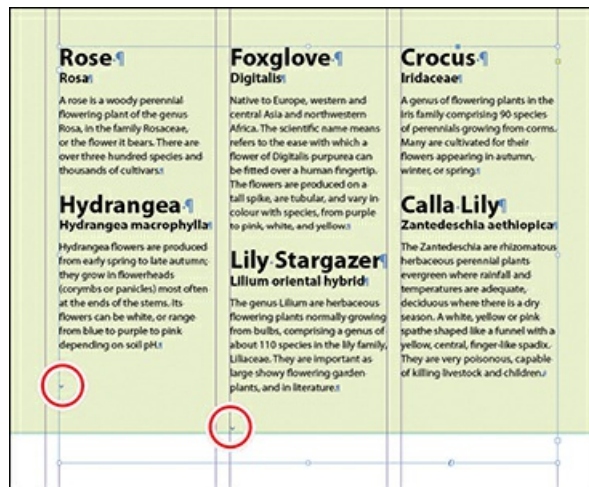 Rose
Rosa
A rose is a woody perennial
flowering plant of the genus
Rosa, in the family Rosaceae,
or the flower it bears. There are
over three hundred species and
thousands of cultivars.
Hydrangea
Hydrangea macrophylla
Hydrangea flowers are produced
from early spring to late autumn;
they grow in flowerheads
(corymbs or panicles) most often
at the ends of the stems. Its
flowers can be white, or range
from blue to purple to pink
depending on soil pH.
Foxglove
Digitalis
Native to Europe, western and
central Asia and northwestern
Africa. The scientific name means
refers to the ease with which a
flower of Digitalis purpurea can
be fitted over a human fingertip.
The flowers are produced on a
tall spike, are tubular, and vary in
colour with species, from purple
to pink, white, and yellow.
Lily Stargazer
Lilium oriental hybrid
The genus Lilium are herbaceous
flowering plants normally growing
from bulbs, comprising a genus of
about 110 species in the lily family,
Liliaceae. They are important as
large showy flowering garden
plants, and in literature.
Crocus
Iridaceae
A genus of flowering plants in the
iris family comprising 90 species
of perennials growing from corms.
Many are cultivated for their
flowers appearing in autumn,
winter, or spring.
Calla Lily
Zantedeschia aethiopica
The Zantedeschia are rhizomatous
herbaceous perennial plants
evergreen where rainfall and
temperatures are adequate,
deciduous where there is a dry
season. A white, yellow or pink
spathe shaped like a funnel with a
yellow, central, finger-like spadix.
They are very poisonous, capable
of killing livestock and children.